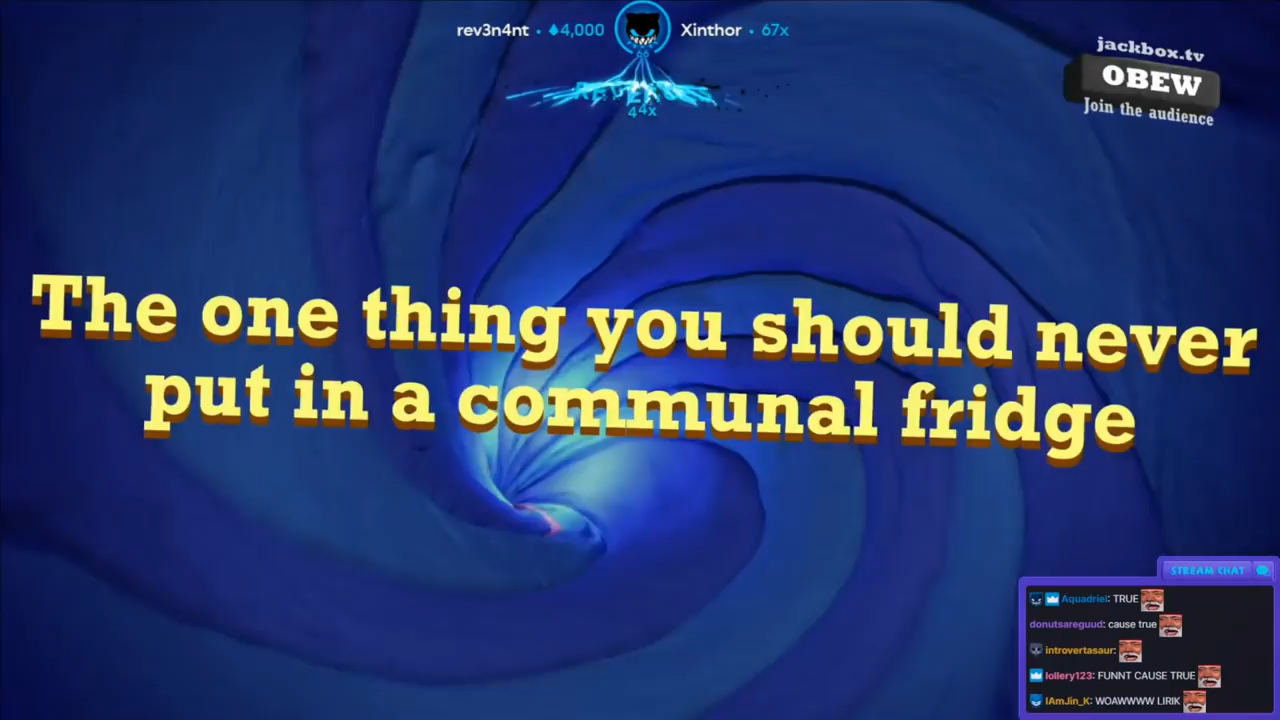 rev3n4nt • 4,000 Xinthor • 67x
44x
jackbox.tv
OBEW
Join the audience
The one thing you should never
put in a communal fridge
STREAM CHAT
Aquadriel: TRUE
donutsareguud: cause true
introvertasaur:
lollery123: FUNNT CAUSE TRUE
IAmJin_K: WOAWWWW LIRIK